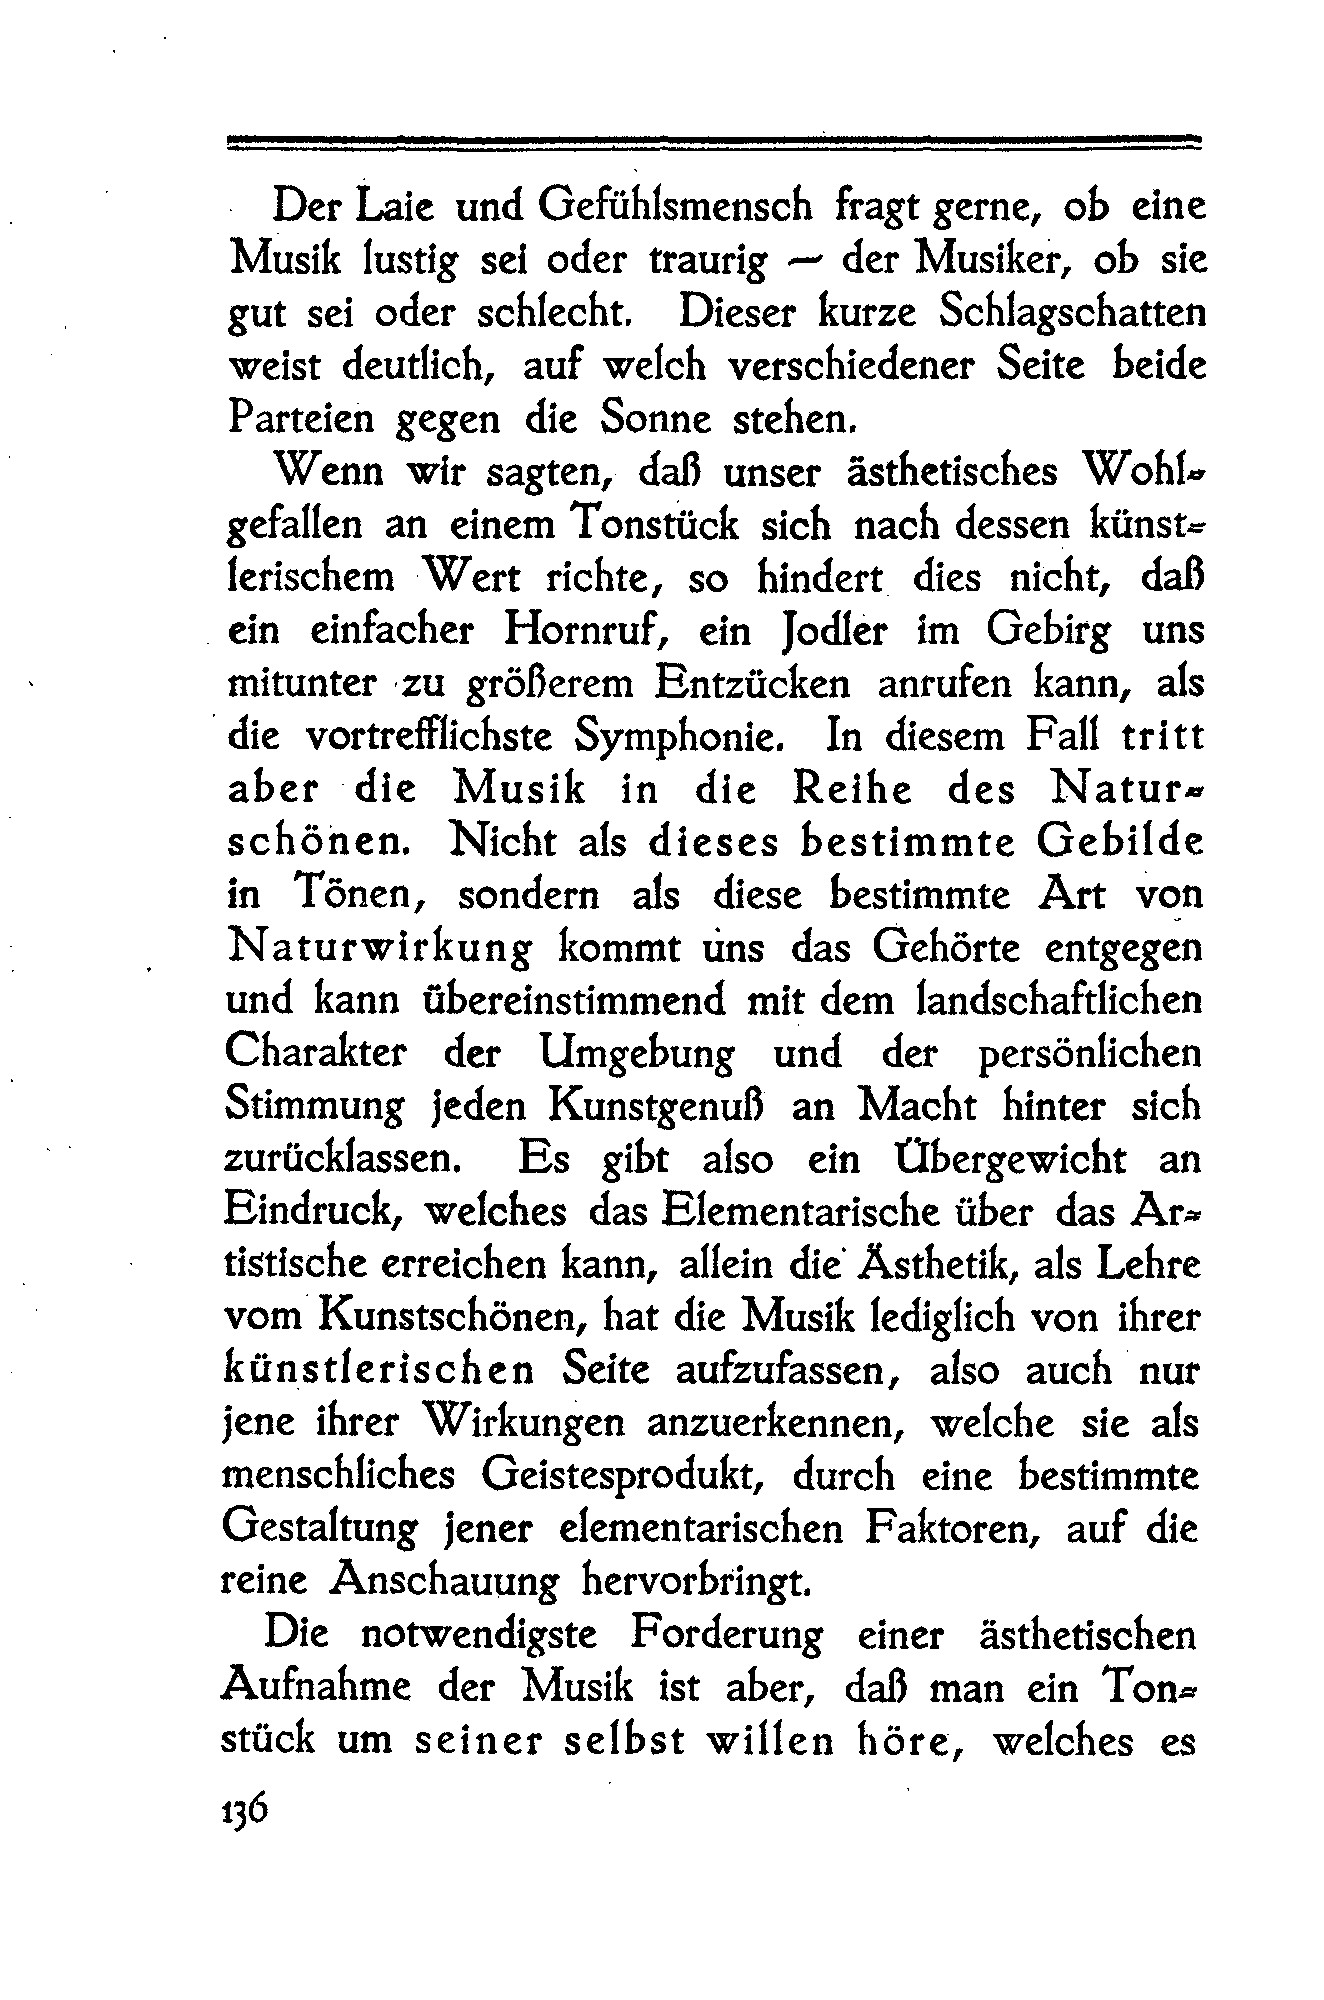 Der Laie und Gefühlsmensch fragt gerne, ob eine
Musik lustig sei oder traurig — der Musiker, ob sie
gut sei oder schlecht. Dieser kurze Schlagschatten
weist deutlich, auf welch verschiedener Seite beide
Parteien gegen die Sonne stehen.
Wenn wir sagten, daß unser ästhetisches Wohl-
gefallen an einem Tonstück sich nach dessen künst-
lerischem Wert richte, so hindert dies nicht, daß
ein einfacher Hornruf, ein Jodler im Gebirg uns
mitunter zu größerem Entzücken anrufen kann, als
die vortrefflichste Symphonie. In diesem Fall tritt
aber die Musik in die Reihe des Natur-
schönen. Nicht als dieses bestimmte Gebilde
in Tönen, sondern als diese bestimmte Art von
Naturwirkung kommt uns das Gehörte entgegen
und kann übereinstimmend mit dem landschaftlichen
Charakter der Umgebung und der persönlichen
Stimmung jeden Kunstgenuß an Macht hinter sich
zurücklassen. Es gibt also ein Übergewicht an
Eindruck, welches das Elementarische über das Ar-
tistische erreichen kann, allein die Ästhetik, als Lehre
vom Kunstschönen, hat die Musik lediglich von ihrer
künstlerischen Seite aufzufassen, also auch nur
jene ihrer Wirkungen anzuerkennen, welche sie als
menschliches Geistesprodukt, durch eine bestimmte
Gestaltung jener elementarischen Faktoren, auf die
reine Anschauung hervorbringt.
Die notwendigste Forderung einer ästhetischen
Aufnahme der Musik ist aber, daß man ein Ton-
stück um seiner selbst willen höre, welches es
136